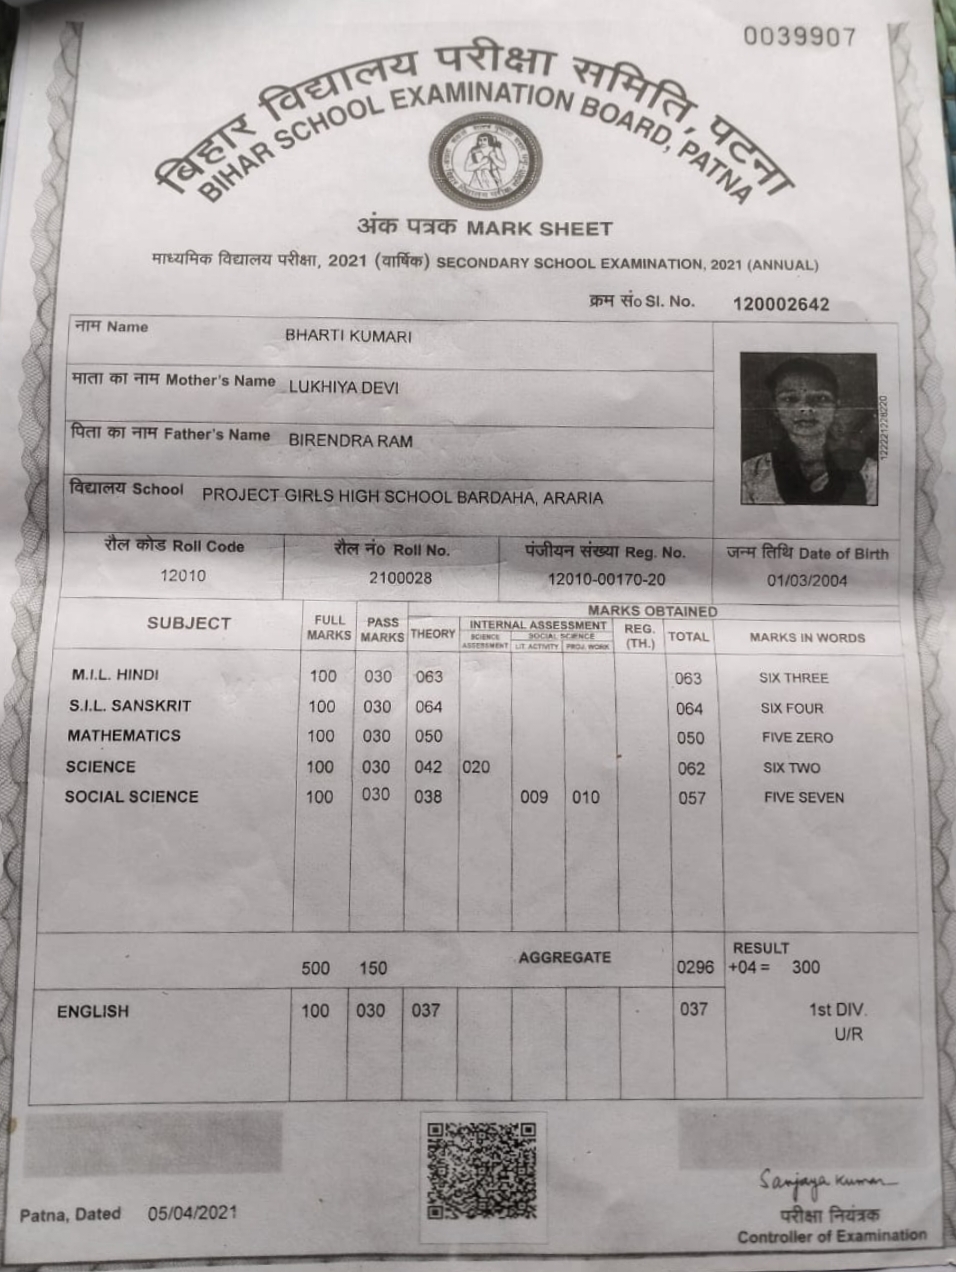 0039907
बिहार विद्यालय परीक्षा समिति, पटना
BIHAR SCHOOL EXAMINATION BOARD, PATNA
अंक पत्रक MARK SHEET
माध्यमिक विद्यालय परीक्षा, 2021 (वार्षिक) SECONDARY SCHOOL EXAMINATION, 2021 (ANNUAL)
क्रम सं० Sl. No. 120002642
नाम Name BHARTI KUMARI
माता का नाम Mother's Name LUKHIYA DEVI
पिता का नाम Father's Name BIRENDRA RAM
122221228220
विद्यालय School PROJECT GIRLS HIGH SCHOOL BARDAHA, ARARIA
रौल कोड Roll Code रौल नं० Roll No. पंजीयन संख्या Reg. No. जन्म तिथि Date of Birth
12010 2100028 12010-00170-20 01/03/2004
MARKS OBTAINED
SUBJECT FULL MARKS PASS MARKS THEORY INTERNAL ASSESSMENT REG. (TH.) TOTAL MARKS IN WORDS
SCIENCE ASSESSMENT SOCIAL SCIENCE
LIT. ACTIVITY PROJ. WORK
M.I.L. HINDI 100 030 063 063 SIX THREE
S.I.L. SANSKRIT 100 030 064 064 SIX FOUR
MATHEMATICS 100 030 050 050 FIVE ZERO
SCIENCE 100 030 042 020 062 SIX TWO
SOCIAL SCIENCE 100 030 038 009 010 057 FIVE SEVEN
RESULT
500 150 AGGREGATE 0296 +04 = 300
ENGLISH 100 030 037 037 1st DIV.
U/R
Sanjaya Kumar
Patna, Dated 05/04/2021
परीक्षा नियंत्रक
Controller of Examination